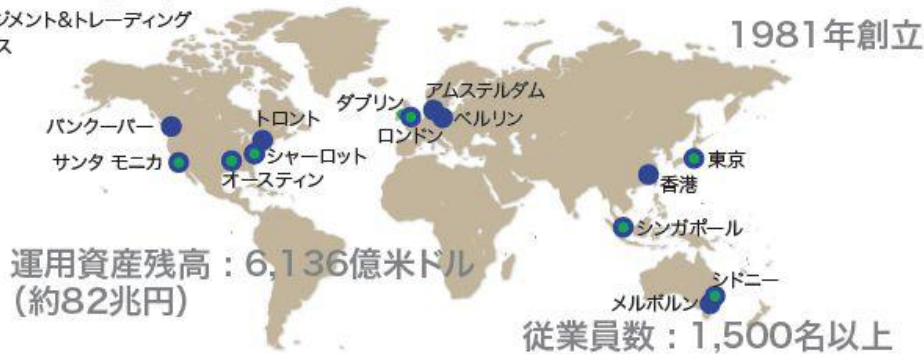 ジメント&トレーディング
ス
1981年創立
ダブリン
アムステルダム
ロンドン
ベルリン
バンクーバー
トロント
サンタ モニカ
シャーロット
オースティン
東京
香港
シンガポール
運用資産残高：6,136億米ドル
（約82兆円）
シドニー
メルボルン
従業員数：1,500名以上